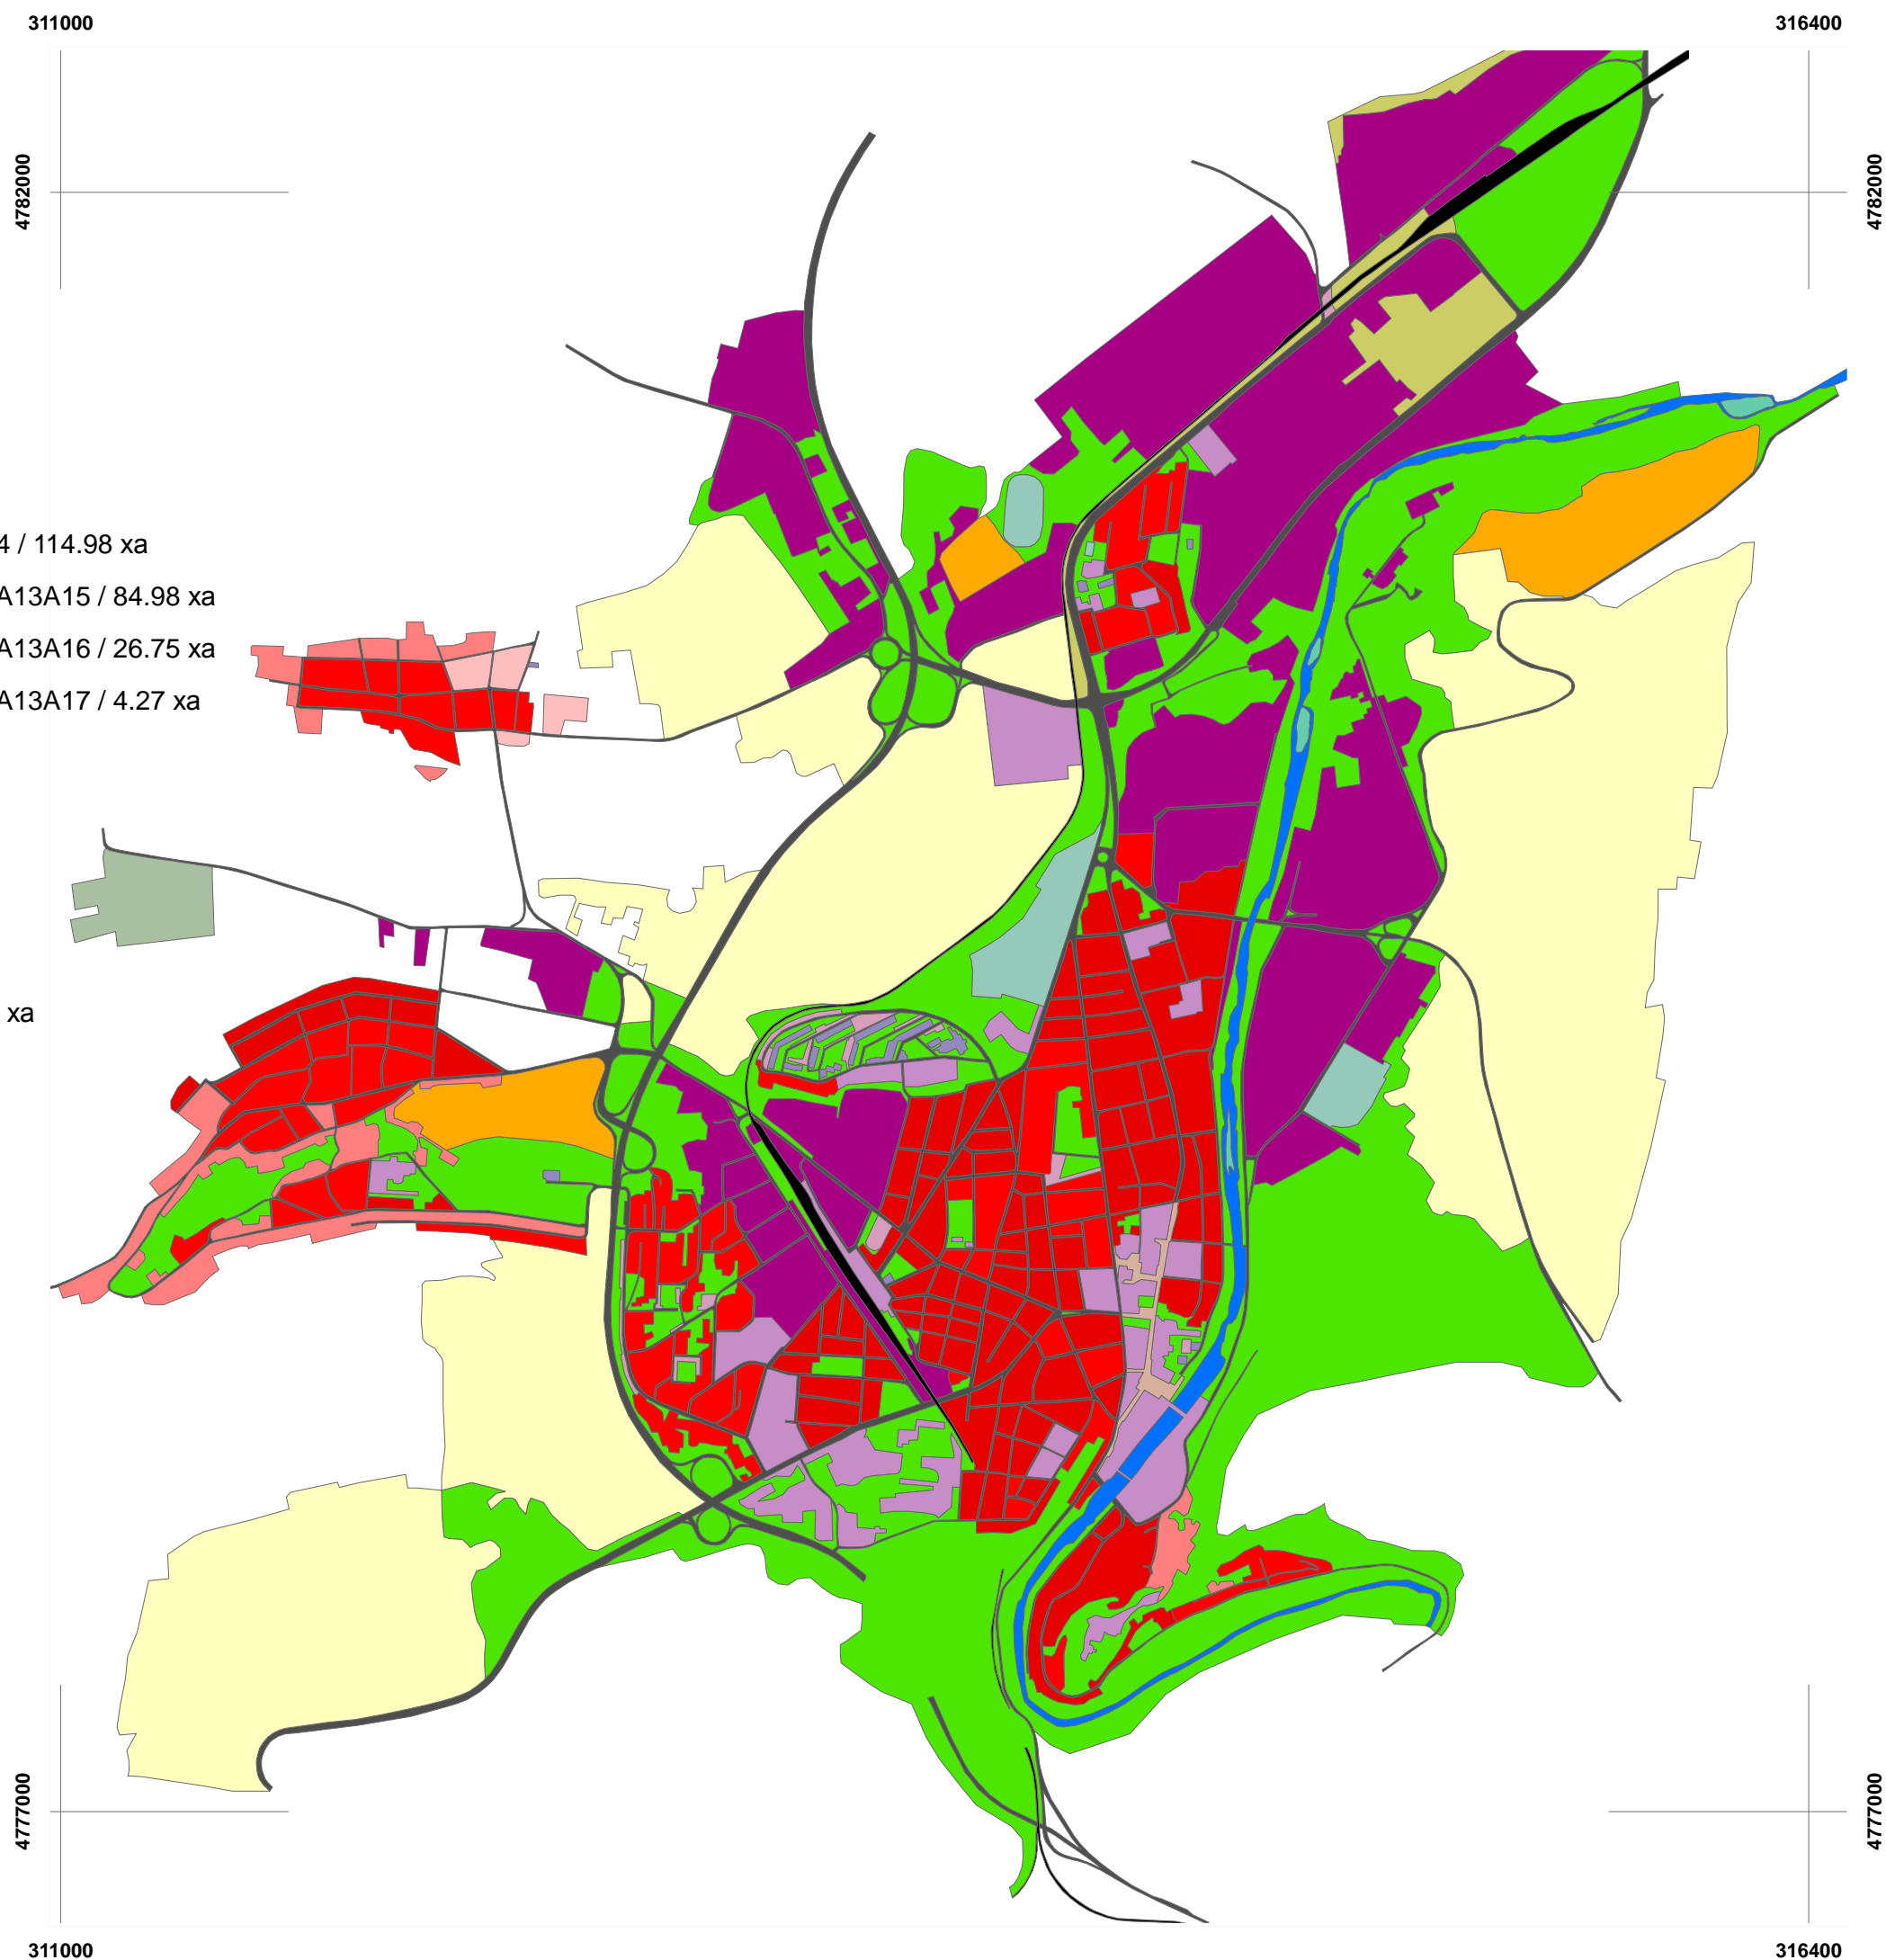 311000 316400
4782000 4782000
4 / 114.98 xa
A13A15 / 84.98 xa
A13A16 / 26.75 xa
A13A17 / 4.27 xa
xa
4777000 4777000
311000 316400